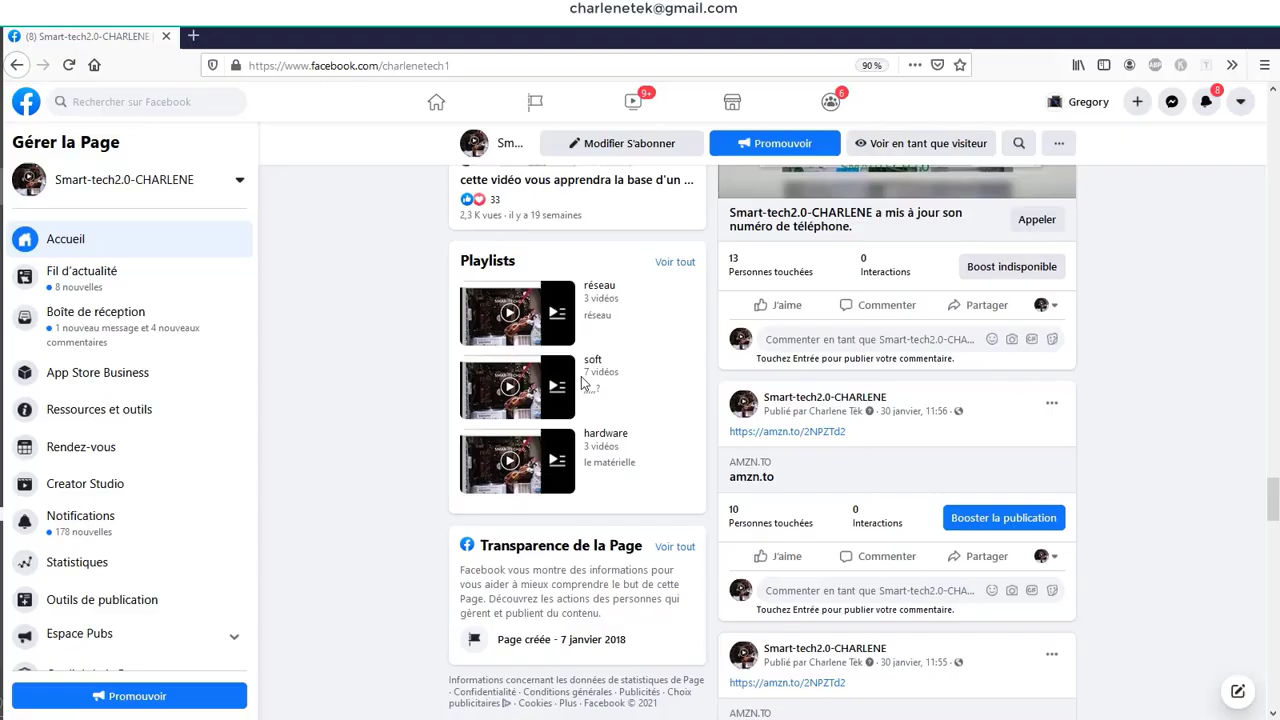 charlenetek@gmail.com
(8) Smart-tech2.0-CHARLENE
https://www.facebook.com/charlenetech1
90 %
Rechercher sur Facebook
9+
6
Gregory
8
Gérer la Page
Smart-tech2.0-CHARLENE
Accueil
Fil d'actualité
8 nouvelles
Boîte de réception
1 nouveau message et 4 nouveaux
commentaires
App Store Business
Ressources et outils
Rendez-vous
Creator Studio
Notifications
178 nouvelles
Statistiques
Outils de publication
Espace Pubs
Promouvoir
Sm...
Modifier S'abonner
Promouvoir
Voir en tant que visiteur
cette vidéo vous apprendra la base d'un ...
33
2,3 K vues · il y a 19 semaines
Playlists
Voir tout
réseau
3 vidéos
réseau
soft
7 vidéos
hardware
3 vidéos
le matérielle
Transparence de la Page
Voir tout
Facebook vous montre des informations pour
vous aider à mieux comprendre le but de cette
Page. Découvrez les actions des personnes qui
gèrent et publient du contenu.
Page créée - 7 janvier 2018
Informations concernant les données de statistiques de Page
· Confidentialité · Conditions générales · Publicités · Choix
publicitaires · Cookies · Plus · Facebook © 2021
Smart-tech2.0-CHARLENE a mis à jour son
numéro de téléphone.
Appeler
13
Personnes touchées
0
Interactions
Boost indisponible
J'aime
Commenter
Partager
Commenter en tant que Smart-tech2.0-CHA...
Touchez Entrée pour publier votre commentaire.
Smart-tech2.0-CHARLENE
Publié par Charlene Tèk · 30 janvier, 11:56 ·
https://amzn.to/2NPZTd2
AMZN.TO
amzn.to
10
Personnes touchées
0
Interactions
Booster la publication
J'aime
Commenter
Partager
Commenter en tant que Smart-tech2.0-CHA...
Touchez Entrée pour publier votre commentaire.
Smart-tech2.0-CHARLENE
Publié par Charlene Tèk · 30 janvier, 11:55 ·
https://amzn.to/2NPZTd2
AMZN.TO